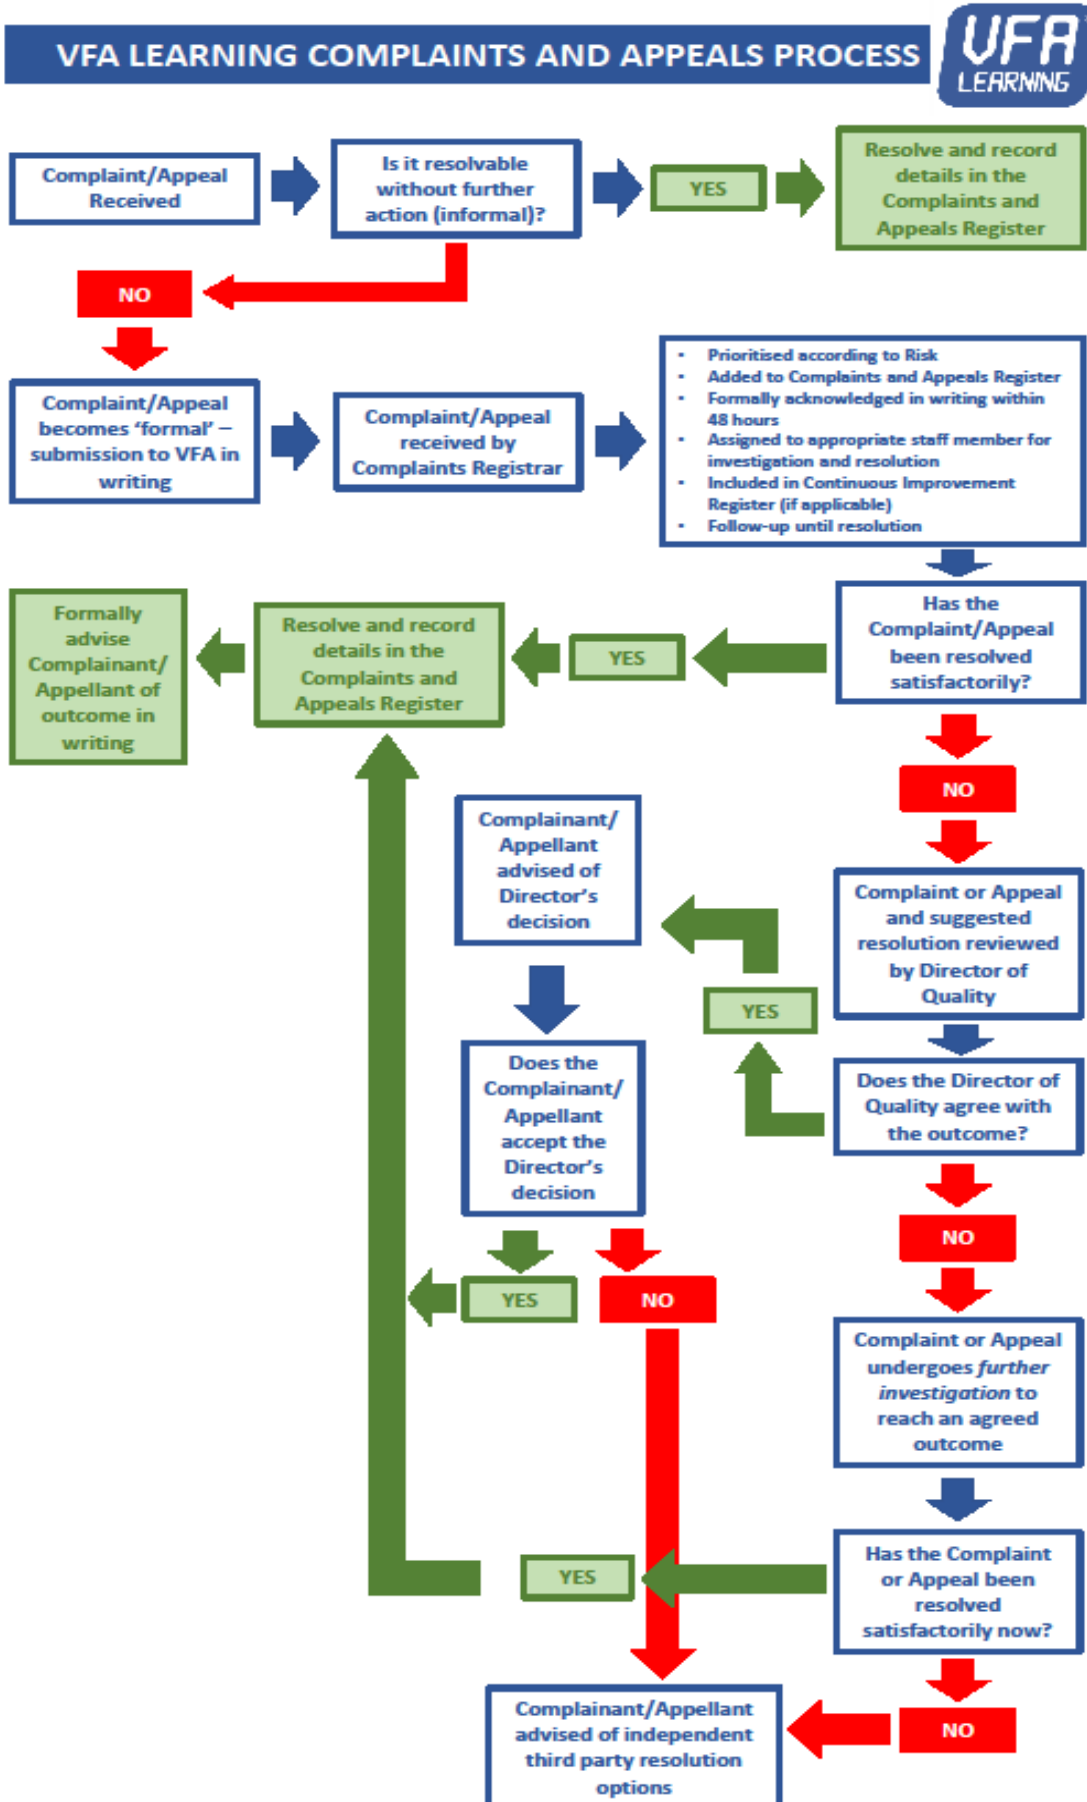 VFA LEARNING COMPLAINTS AND APPEALS PROCESS
VFA
LEARNING
Complaint/Appeal
Received
Is it resolvable
without further
action (informal)?
YES
Resolve and record
details in the
Complaints and
Appeals Register
NO
Complaint/Appeal
becomes ‘formal’ –
submission to VFA in
writing
Complaint/Appeal
received by
Complaints Registrar
• Prioritised according to Risk
• Added to Complaints and Appeals Register
• Formally acknowledged in writing within
48 hours
• Assigned to appropriate staff member for
investigation and resolution
• Included in Continuous Improvement
Register (if applicable)
• Follow-up until resolution
Has the
Complaint/Appeal
been resolved
satisfactorily?
YES
Resolve and record
details in the
Complaints and
Appeals Register
Formally
advise
Complainant/
Appellant of
outcome in
writing
NO
Complaint or Appeal
and suggested
resolution reviewed
by Director of
Quality
Does the Director of
Quality agree with
the outcome?
YES
Complainant/
Appellant
advised of
Director’s
decision
Does the
Complainant/
Appellant
accept the
Director’s
decision
YES
NO
NO
Complaint or Appeal
undergoes further
investigation to
reach an agreed
outcome
Has the Complaint
or Appeal been
resolved
satisfactorily now?
YES
NO
Complainant/Appellant
advised of independent
third party resolution
options